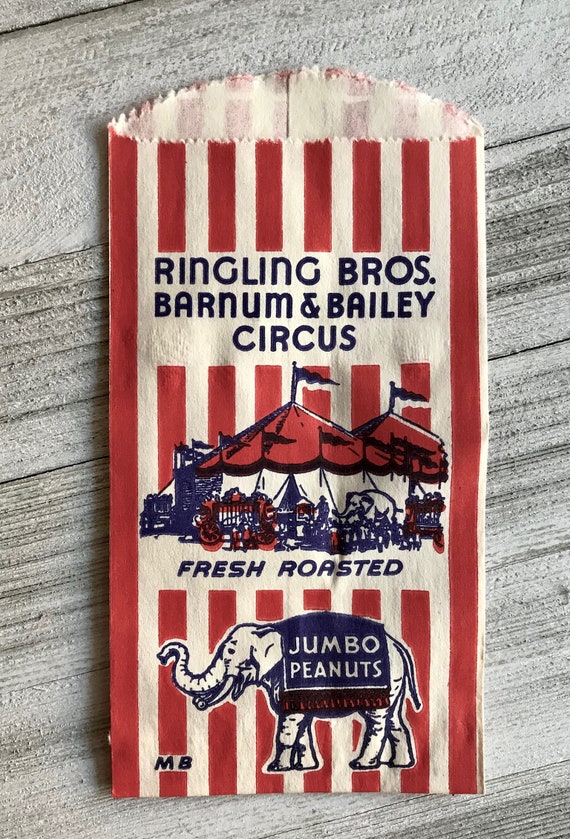 RINGLING BROS.
BARNUM & BAILEY
CIRCUS
FRESH ROASTED
JUMBO
PEANUTS
MB